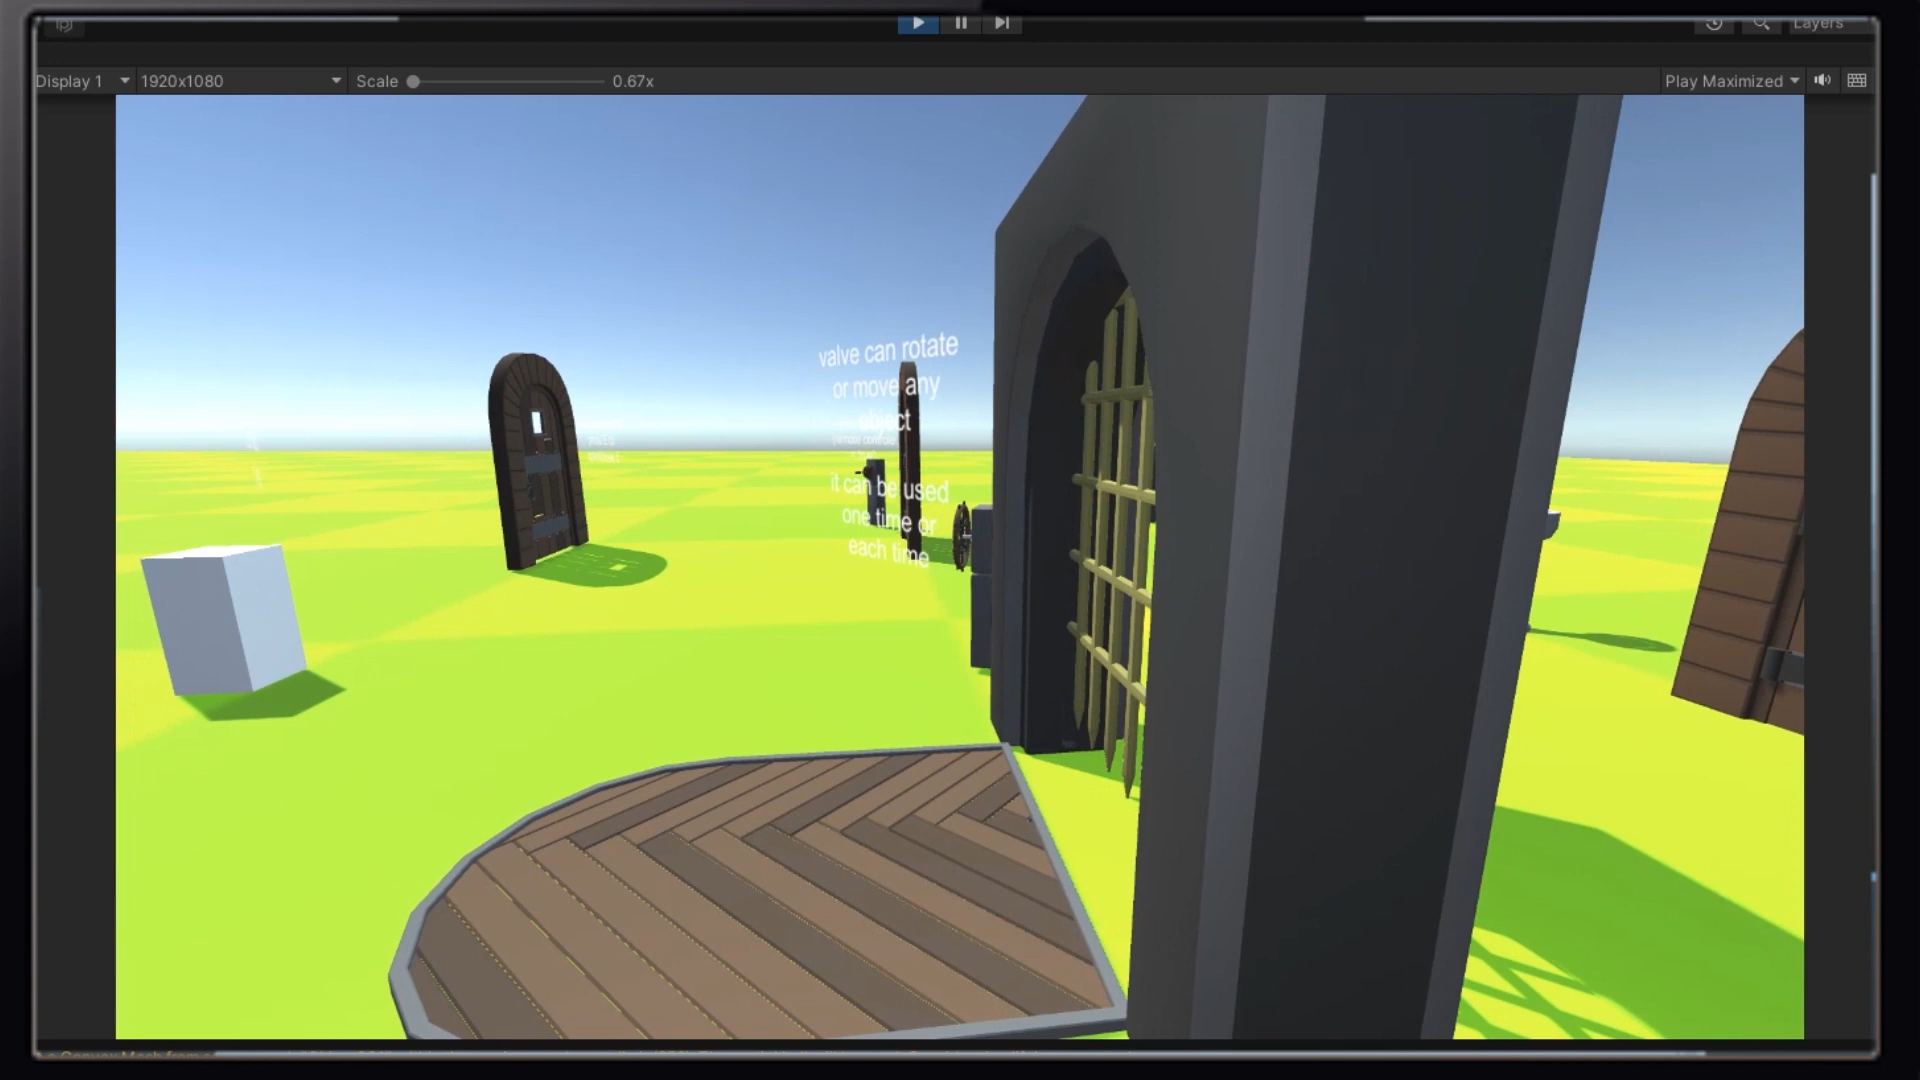 Layers
Display 1
1920x1080
Scale
0.67x
Play Maximized
valve can rotate
or move any
object
it can be used
one time or
each time